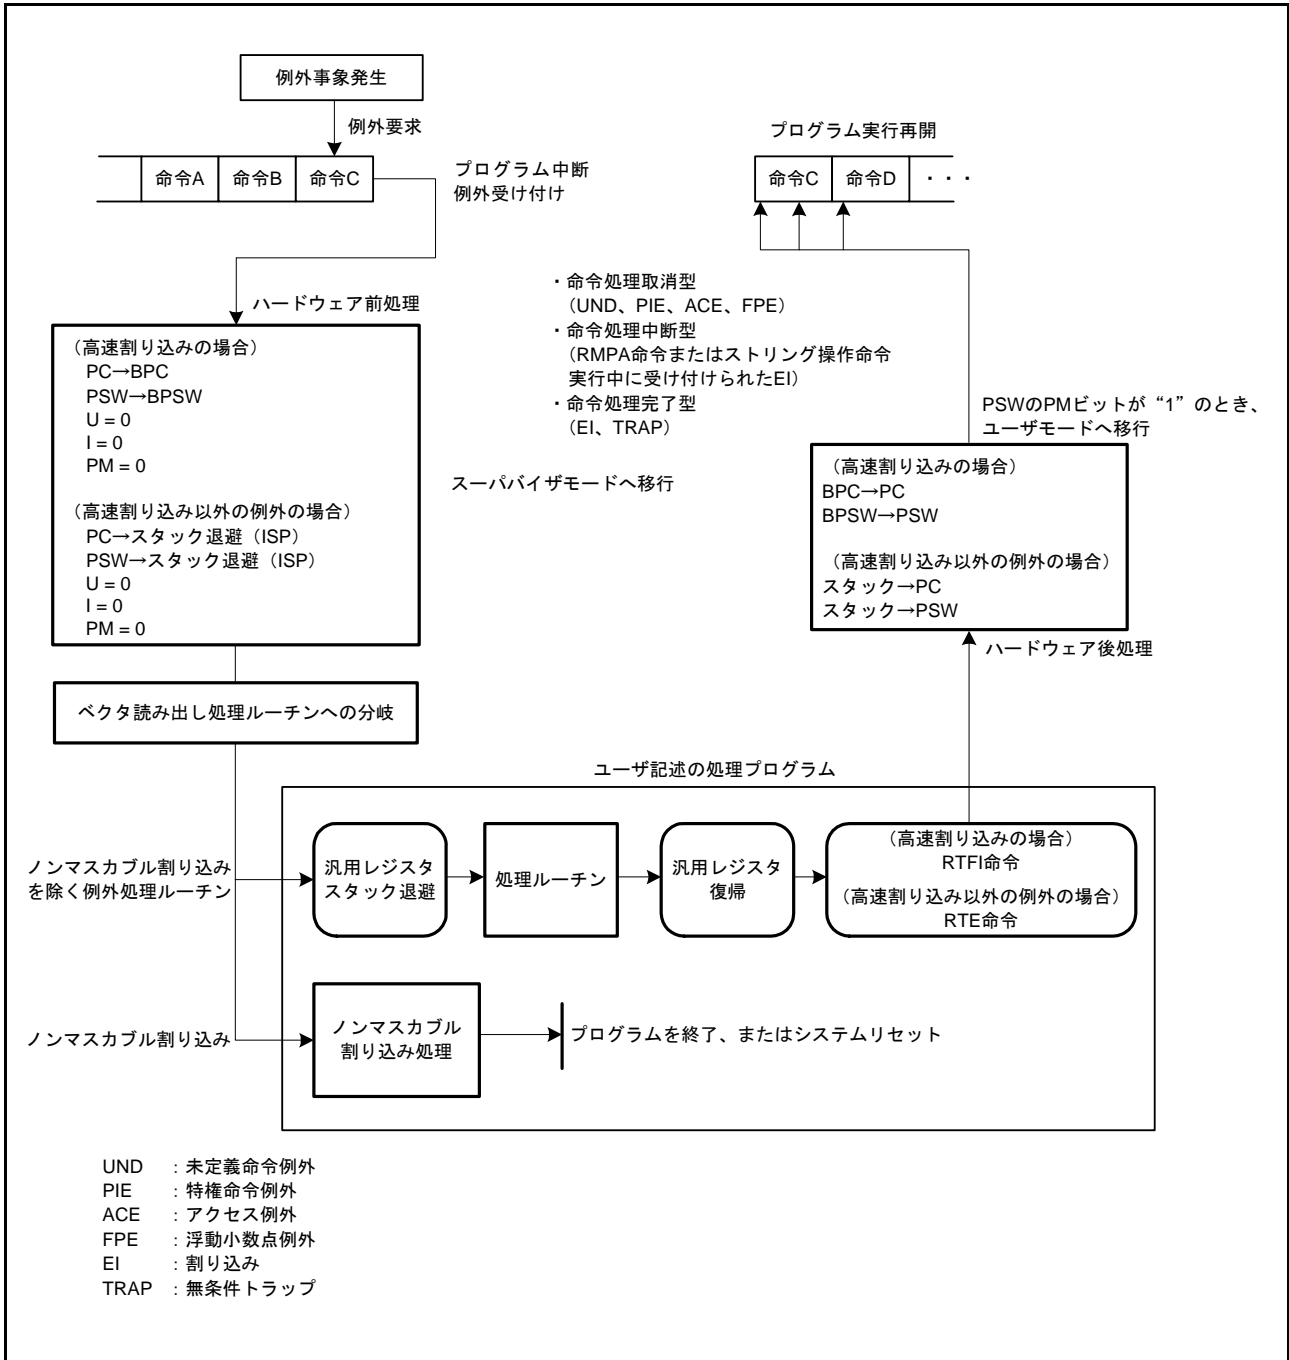 例外事象発生
例外要求
命令A 命令B 命令C
プログラム中断
例外受け付け
プログラム実行再開
命令C 命令D ・・・
ハードウェア前処理
(高速割り込みの場合)
PC→BPC
PSW→BPSW
U = 0
I = 0
PM = 0
(高速割り込み以外の例外の場合)
PC→スタック退避(ISP)
PSW→スタック退避(ISP)
U = 0
I = 0
PM = 0
・命令処理取消型
(UND、PIE、ACE、FPE)
・命令処理中断型
(RMPA命令またはストリング操作命令
実行中に受け付けられたEI)
・命令処理完了型
(EI、TRAP)
スーパバイザモードへ移行
PSWのPMビットが“1”のとき、
ユーザモードへ移行
(高速割り込みの場合)
BPC→PC
BPSW→PSW
(高速割り込み以外の例外の場合)
スタック→PC
スタック→PSW
ハードウェア後処理
ベクタ読み出し処理ルーチンへの分岐
ユーザ記述の処理プログラム
ノンマスカブル割り込み
を除く例外処理ルーチン
汎用レジスタ
スタック退避
処理ルーチン
汎用レジスタ
復帰
(高速割り込みの場合)
RTFI命令
(高速割り込み以外の例外の場合)
RTE命令
ノンマスカブル割り込み
ノンマスカブル
割り込み処理
プログラムを終了、またはシステムリセット
UND :未定義命令例外
PIE :特権命令例外
ACE :アクセス例外
FPE :浮動小数点例外
EI :割り込み
TRAP :無条件トラップ